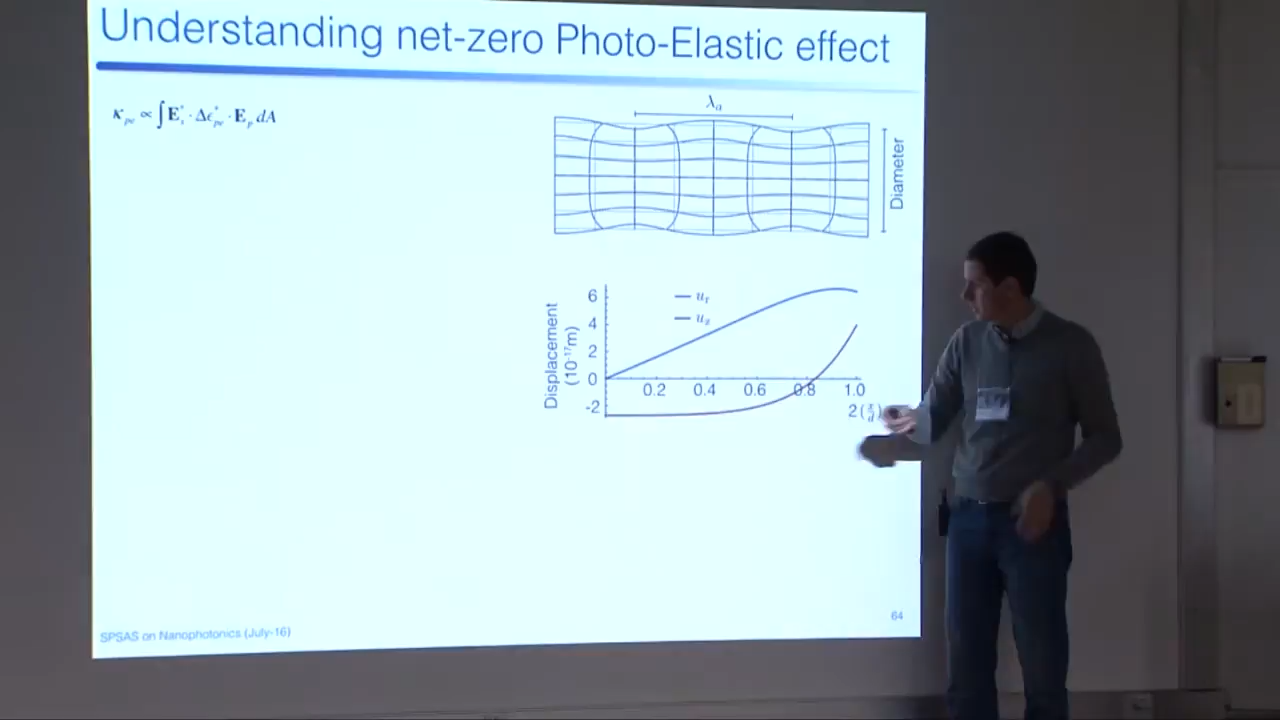 Understanding net-zero Photo-Elastic effect
κ_pe ∝ ∫ E_s^* · Δϵ_pe^* · E_p dA
λ_a
Diameter
Displacement
(10⁻¹⁷m)
6
4
2
0
-2
u_r
u_z
0.2 0.4 0.6 0.8 1.0
SPSAS on Nanophotonics (July-16)
64